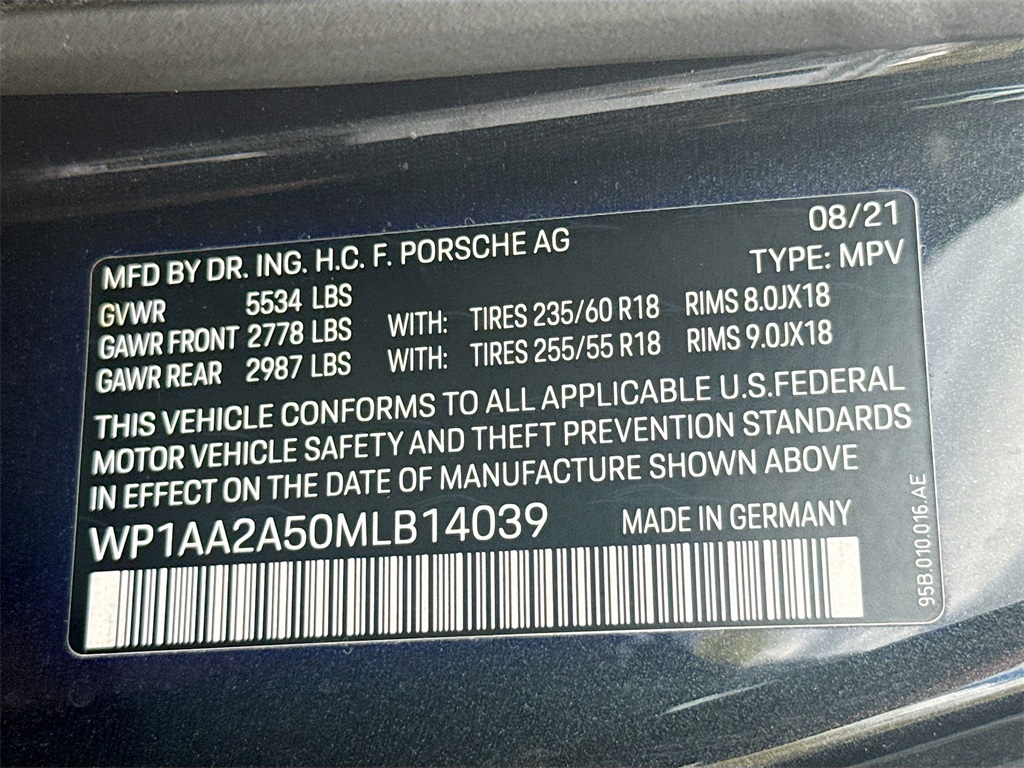 08/21
MFD BY DR. ING. H.C. F. PORSCHE AG
TYPE: MPV
GVWR 5534 LBS
GAWR FRONT 2778 LBS WITH: TIRES 235/60 R18 RIMS 8.0JX18
GAWR REAR 2987 LBS WITH: TIRES 255/55 R18 RIMS 9.0JX18
THIS VEHICLE CONFORMS TO ALL APPLICABLE U.S.FEDERAL
MOTOR VEHICLE SAFETY AND THEFT PREVENTION STANDARDS
IN EFFECT ON THE DATE OF MANUFACTURE SHOWN ABOVE
WP1AA2A50MLB14039 MADE IN GERMANY
95B.010.016.AE